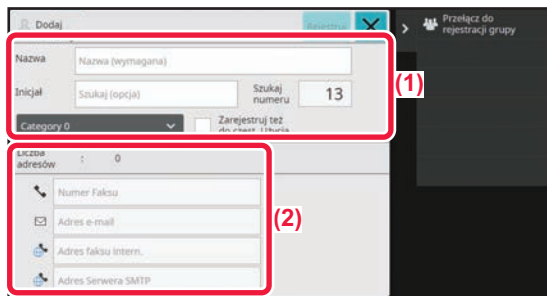 Dodaj
Rejestruj
Przełącz do
rejestracji grupy
Nazwa
Nazwa (wymagana)
(1)
Inicjał
Szukaj (opcja)
Szukaj
numeru
13
Category 0
Zarejestruj też
do częst. Użycia
Liczba
adresów
:
0
Numer Faksu
Adres e-mail
(2)
Adres faksu intern.
Adres Serwera SMTP